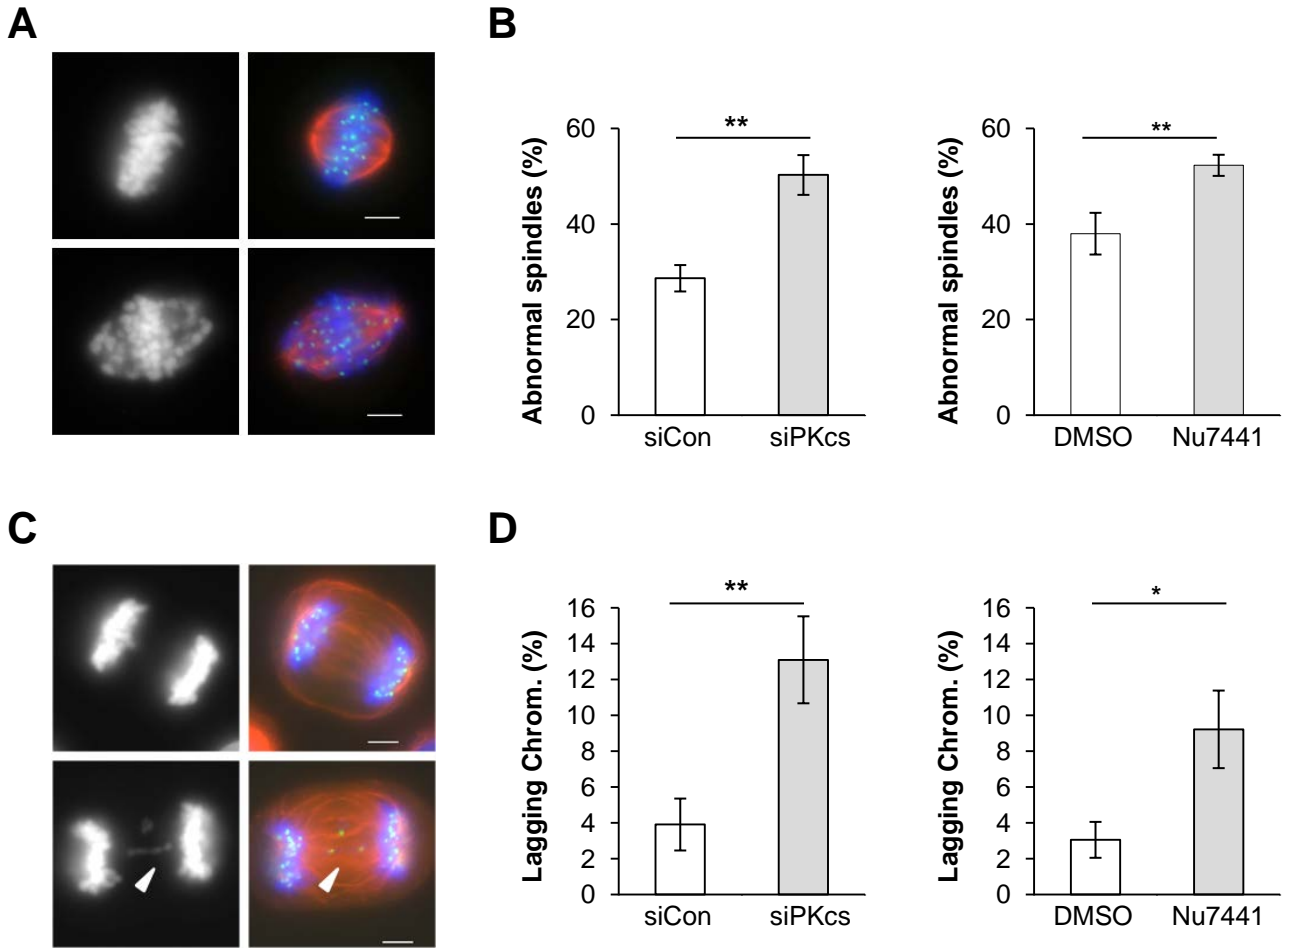 A
B
Abnormal spindles (%)
60
40
20
0
**
siCon
siPKcs
Abnormal spindles (%)
60
40
20
0
**
DMSO
Nu7441
C
D
Lagging Chrom. (%)
16
14
12
10
8
6
4
2
0
**
siCon
siPKcs
Lagging Chrom. (%)
16
14
12
10
8
6
4
2
0
*
DMSO
Nu7441